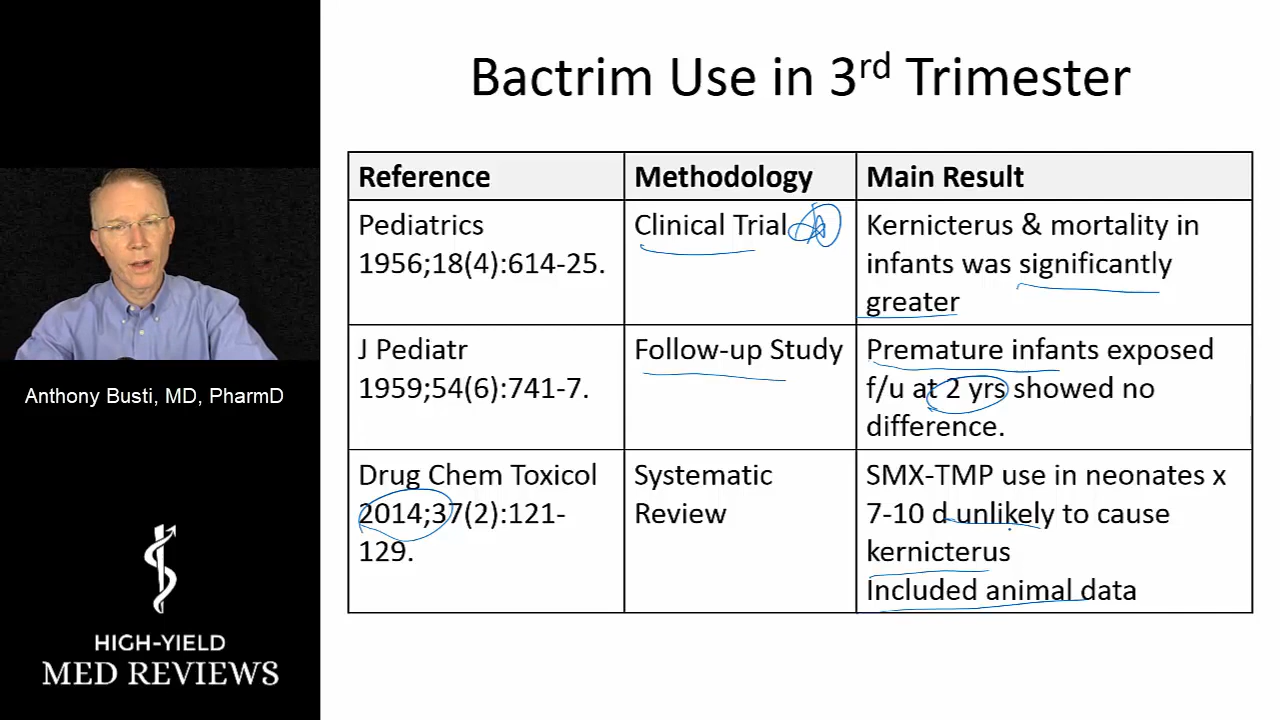 Bactrim Use in 3rd Trimester
Reference
Methodology
Main Result
Pediatrics
1956;18(4):614-25.
Clinical Trial
Kernicterus & mortality in
infants was significantly
greater
J Pediatr
1959;54(6):741-7.
Follow-up Study
Premature infants exposed
f/u at 2 yrs showed no
difference.
Drug Chem Toxicol
2014;37(2):121-
129.
Systematic
Review
SMX-TMP use in neonates x
7-10 d unlikely to cause
kernicterus
Included animal data
Anthony Busti, MD, PharmD
HIGH-YIELD
MED REVIEWS